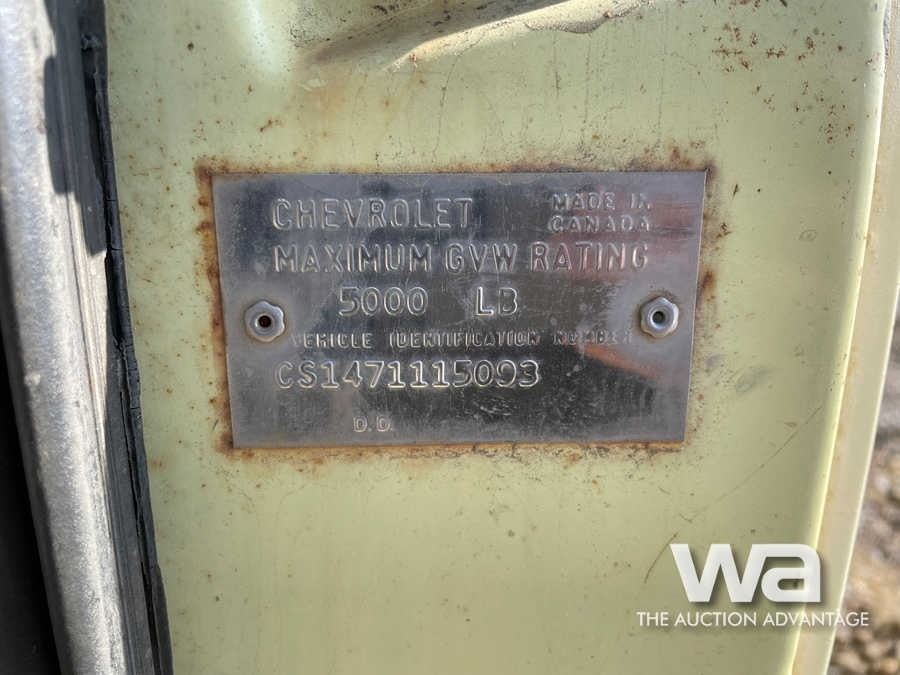 CHEVROLET MADE IN
CANADA
MAXIMUM GVW RATING
5000 LB
VEHICLE IDENTIFICATION NUMBER
CS1471115093
D.D.
wa
THE AUCTION ADVANTAGE